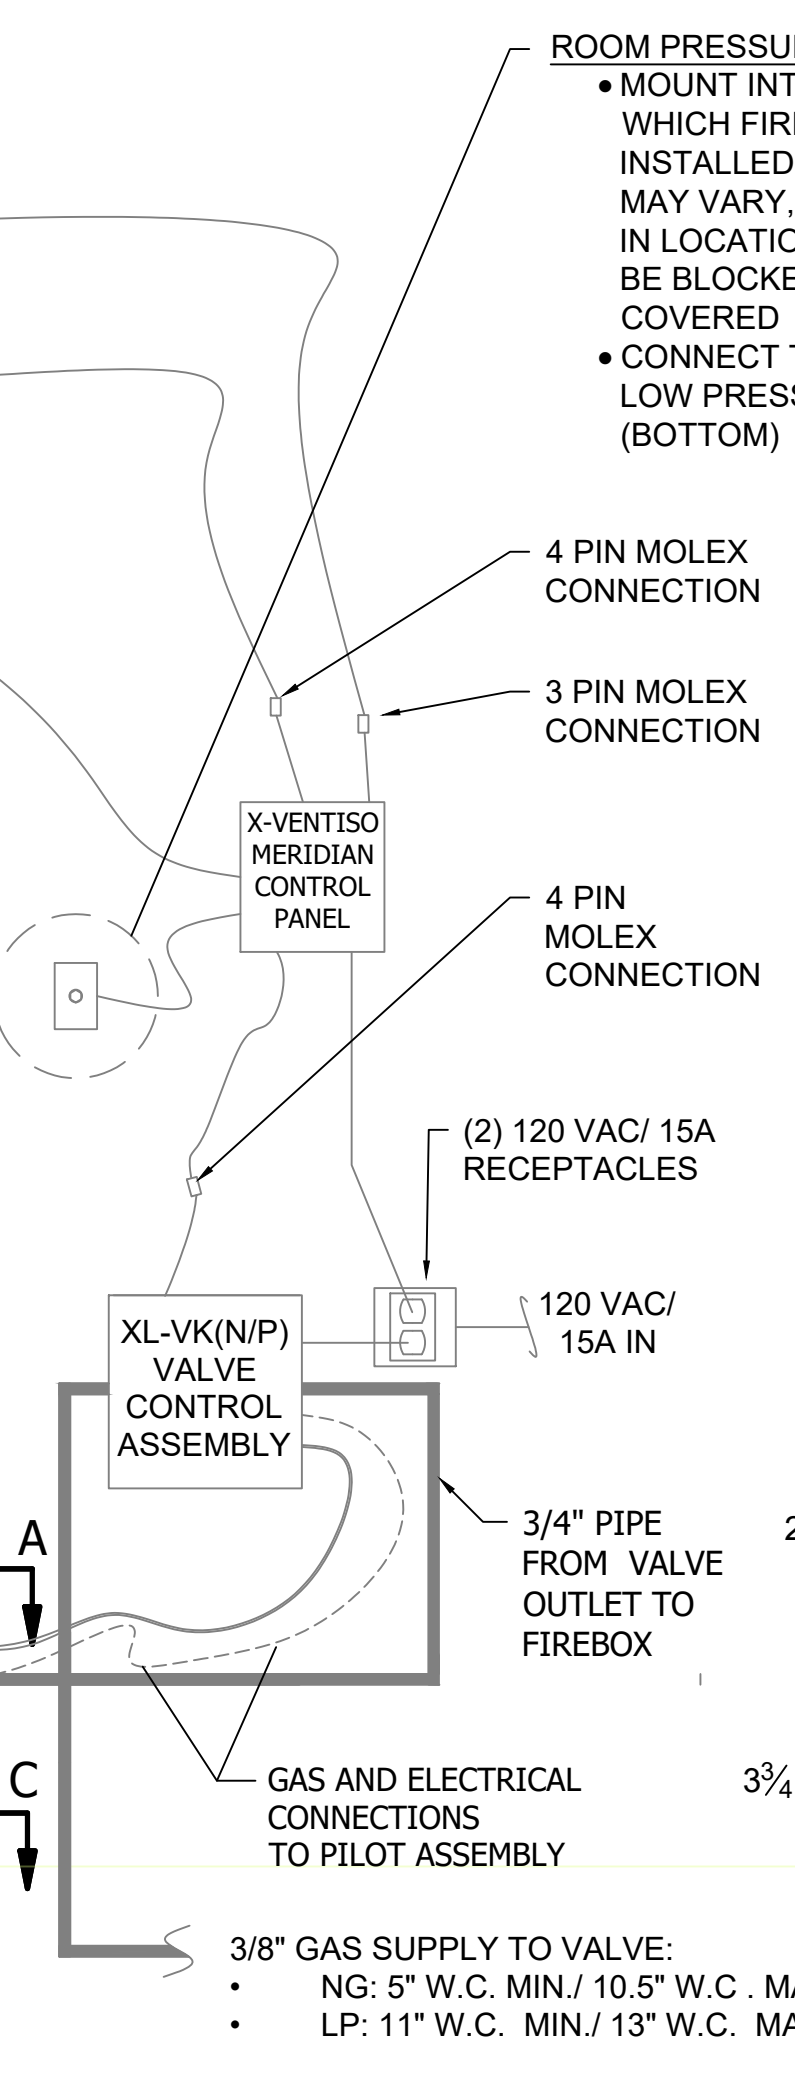 ROOM PRESSU
• MOUNT INT
WHICH FIR
INSTALLED
MAY VARY,
IN LOCATIO
BE BLOCKE
COVERED
• CONNECT T
LOW PRESS
(BOTTOM)
4 PIN MOLEX
CONNECTION
3 PIN MOLEX
CONNECTION
X-VENTISO
MERIDIAN
CONTROL
PANEL
4 PIN
MOLEX
CONNECTION
(2) 120 VAC/ 15A
RECEPTACLES
120 VAC/
15A IN
XL-VK(N/P)
VALVE
CONTROL
ASSEMBLY
3/4" PIPE
FROM VALVE
OUTLET TO
FIREBOX
2
A
GAS AND ELECTRICAL
CONNECTIONS
TO PILOT ASSEMBLY
3¾
C
3/8" GAS SUPPLY TO VALVE:
• NG: 5" W.C. MIN./ 10.5" W.C . MA
• LP: 11" W.C. MIN./ 13" W.C. MA